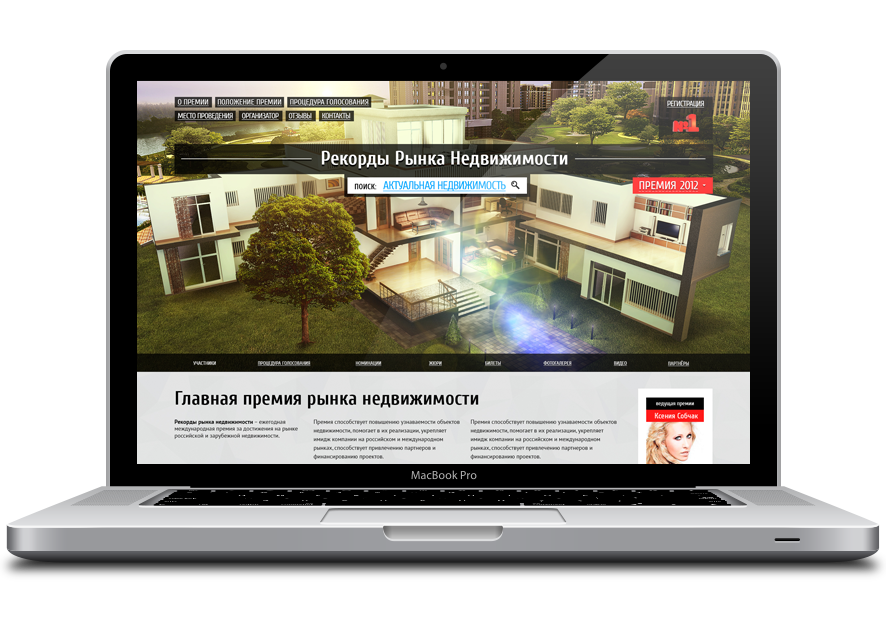 О ПРЕМИИ ПОЛОЖЕНИЕ ПРЕМИИ ПРОЦЕДУРА ГОЛОСОВАНИЯ
МЕСТО ПРОВЕДЕНИЯ ОРГАНИЗАТОР ОТЗЫВЫ КОНТАКТЫ
РЕГИСТРАЦИЯ
№1
Рекорды Рынка Недвижимости
ПОИСК: АКТУАЛЬНАЯ НЕДВИЖИМОСТЬ
ПРЕМИЯ 2012
УЧАСТНИКИ ПРОЦЕДУРА ГОЛОСОВАНИЯ НОМИНАЦИИ ЖЮРИ БИЛЕТЫ ФОТОГАЛЕРЕЯ ВИДЕО ПАРТНЁРЫ
Главная премия рынка недвижимости
Рекорды рынка недвижимости - ежегодная
международная премия за достижения на рынке
российской и зарубежной недвижимости.
Премия способствует повышению узнаваемости объектов
недвижимости, помогает в их реализации, укрепляет
имидж компании на российском и международном
рынках, способствует привлечению партнеров и
финансированию проектов.
Премия способствует повышению узнаваемости объектов
недвижимости, помогает в их реализации, укрепляет
имидж компании на российском и международном
рынках, способствует привлечению партнеров и
финансированию проектов.
ведущая премии
Ксения Собчак
MacBook Pro